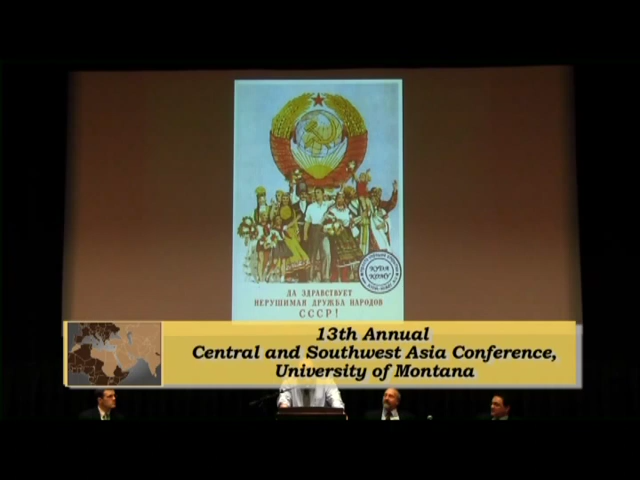 ДА ЗДРАВСТВУЕТ
НЕРУШИМАЯ ДРУЖБА НАРОДОВ
СССР!
13th Annual
Central and Southwest Asia Conference,
University of Montana